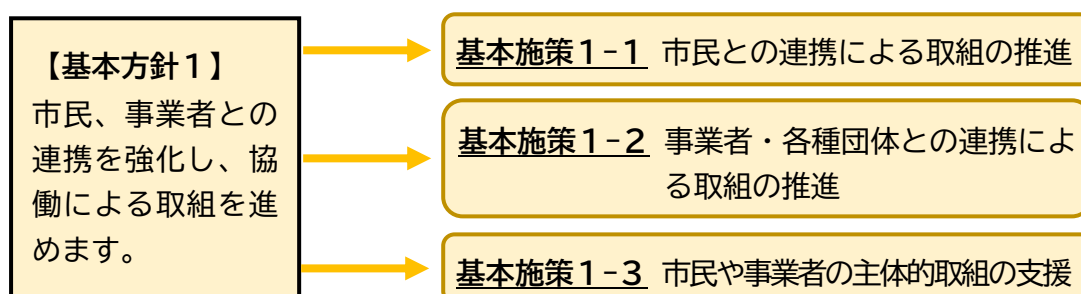 【基本方針１】
市民、事業者との
連携を強化し、協
働による取組を進
めます。
基本施策１-１ 市民との連携による取組の推進
基本施策１-２ 事業者・各種団体との連携によ
る取組の推進
基本施策１-３ 市民や事業者の主体的取組の支援